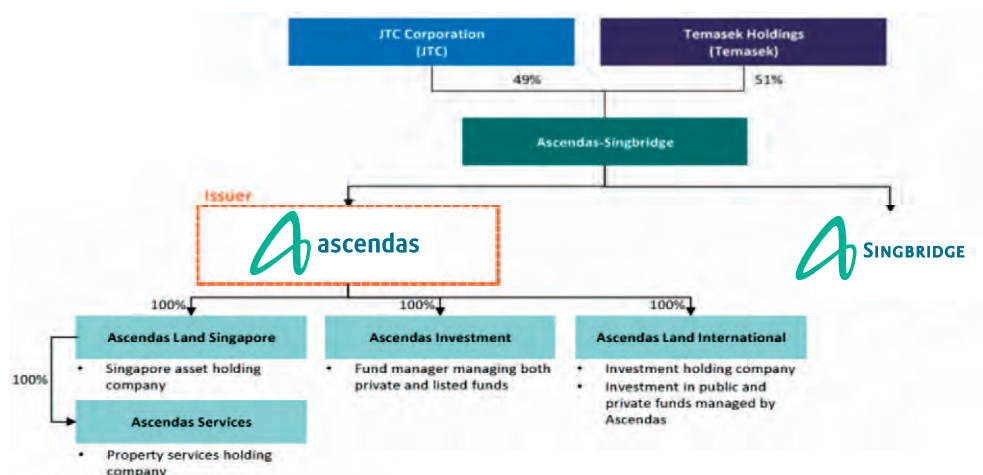 JTC Corporation
(JTC)
Temasek Holdings
(Temasek)
49%
51%
Ascendas-Singbridge
Issuer
ascendas
SINGBRIDGE
100%
100%
100%
Ascendas Land Singapore
Ascendas Investment
Ascendas Land International
• Singapore asset holding
company
• Fund manager managing both
private and listed funds
• Investment holding company
• Investment in public and
private funds managed by
Ascendas
100%
Ascendas Services
• Property services holding
company